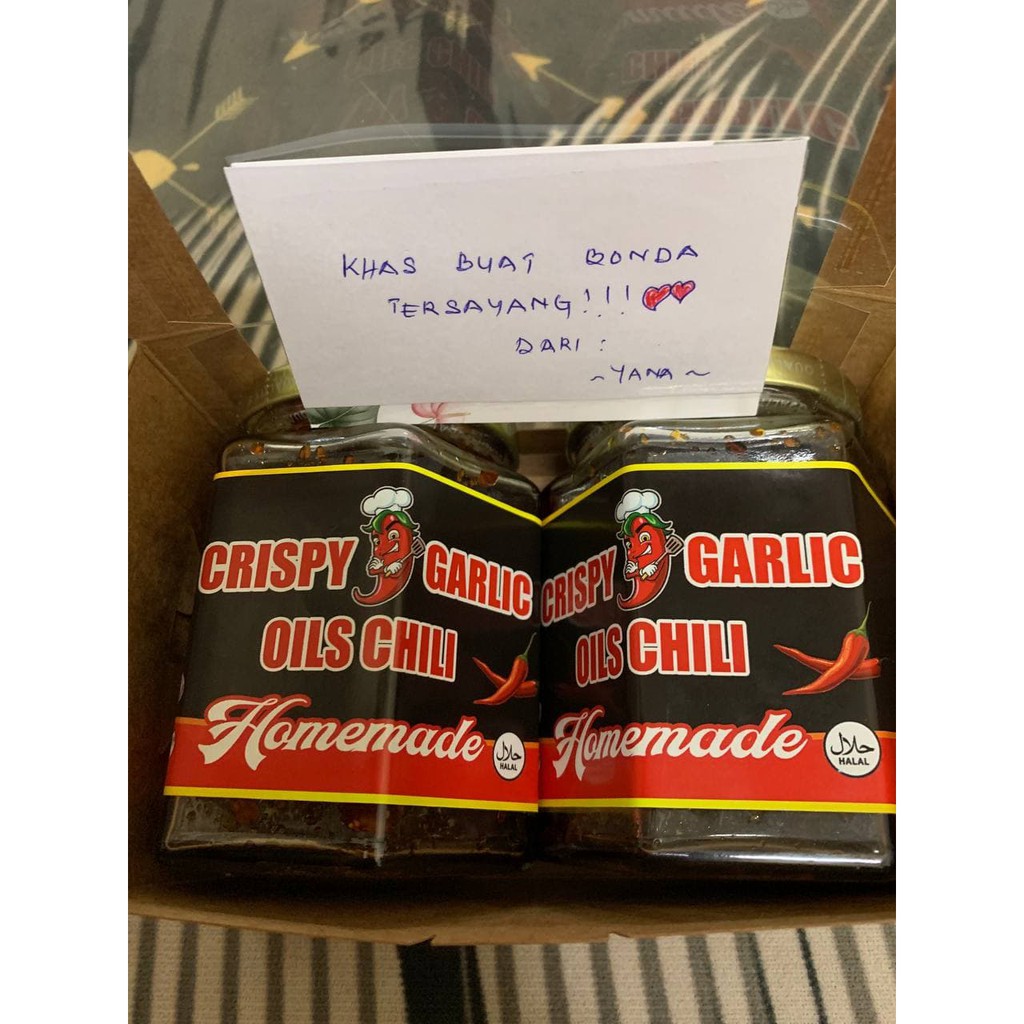 KHAS BUAT BONDA
TERSAYANG!!!
DARI :
~YANA~
CRISPY GARLIC
OILS CHILI
Homemade
حلال
HALAL
CRISPY GARLIC
OILS CHILI
Homemade
حلال
HALAL